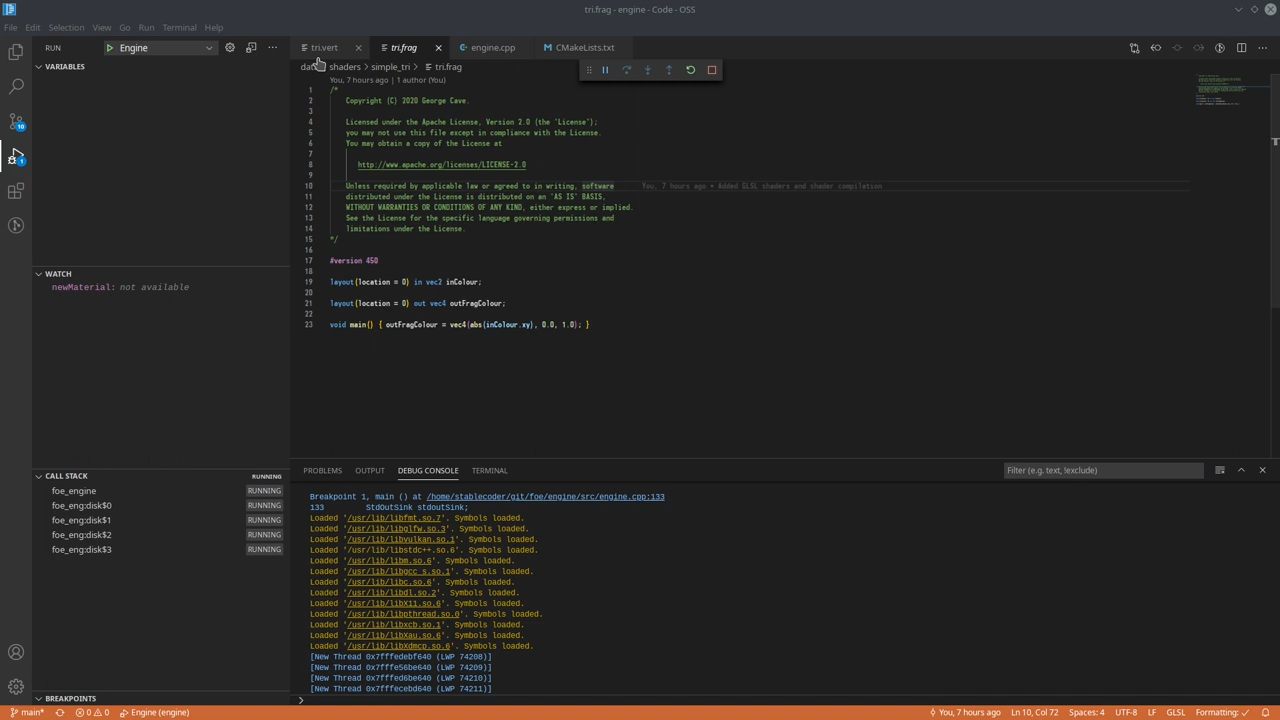 tri.frag - engine - Code - OSS
File Edit Selection View Go Run Terminal Help
RUN Engine
tri.vert tri.frag engine.cpp CMakeLists.txt
shaders > simple_tri > tri.frag
You, 7 hours ago | 1 author (You)
VARIABLES
1 /*
2 Copyright (C) 2020 George Cave.
3
4 Licensed under the Apache License, Version 2.0 (the "License");
5 you may not use this file except in compliance with the License.
6 You may obtain a copy of the License at
7
8 http://www.apache.org/licenses/LICENSE-2.0
9
10 Unless required by applicable law or agreed to in writing, software You, 7 hours ago • Added GLSL shaders and shader compilation
11 distributed under the License is distributed on an "AS IS" BASIS,
12 WITHOUT WARRANTIES OR CONDITIONS OF ANY KIND, either express or implied.
13 See the License for the specific language governing permissions and
14 limitations under the License.
15 */
16
17 #version 450
18
19 layout(location = 0) in vec2 inColour;
20
21 layout(location = 0) out vec4 outFragColour;
22
23 void main() { outFragColour = vec4(abs(inColour.xy), 0.0, 1.0); }
10
1
WATCH
newMaterial: not available
CALL STACK RUNNING
foe_engine RUNNING
foe_eng:disk$0 RUNNING
foe_eng:disk$1 RUNNING
foe_eng:disk$2 RUNNING
foe_eng:disk$3 RUNNING
BREAKPOINTS
PROBLEMS OUTPUT DEBUG CONSOLE TERMINAL Filter (e.g. text, !exclude)
Breakpoint 1, main () at /home/stablecoder/git/foe/engine/src/engine.cpp:133
133 StdOutSink stdoutSink;
Loaded '/usr/lib/libfmt.so.7'. Symbols loaded.
Loaded '/usr/lib/libglfw.so.3'. Symbols loaded.
Loaded '/usr/lib/libvulkan.so.1'. Symbols loaded.
Loaded '/usr/lib/libstdc++.so.6'. Symbols loaded.
Loaded '/usr/lib/libm.so.6'. Symbols loaded.
Loaded '/usr/lib/libgcc_s.so.1'. Symbols loaded.
Loaded '/usr/lib/libc.so.6'. Symbols loaded.
Loaded '/usr/lib/libdl.so.2'. Symbols loaded.
Loaded '/usr/lib/libX11.so.6'. Symbols loaded.
Loaded '/usr/lib/libpthread.so.0'. Symbols loaded.
Loaded '/usr/lib/libxcb.so.1'. Symbols loaded.
Loaded '/usr/lib/libXau.so.6'. Symbols loaded.
Loaded '/usr/lib/libXdmcp.so.6'. Symbols loaded.
[New Thread 0x7fffedebf640 (LWP 74208)]
[New Thread 0x7fffe56be640 (LWP 74209)]
[New Thread 0x7fffed6be640 (LWP 74210)]
[New Thread 0x7fffecebd640 (LWP 74211)]
main* 0 0 Engine (engine) You, 7 hours ago Ln 10, Col 72 Spaces: 4 UTF-8 LF GLSL Formatting: ✓